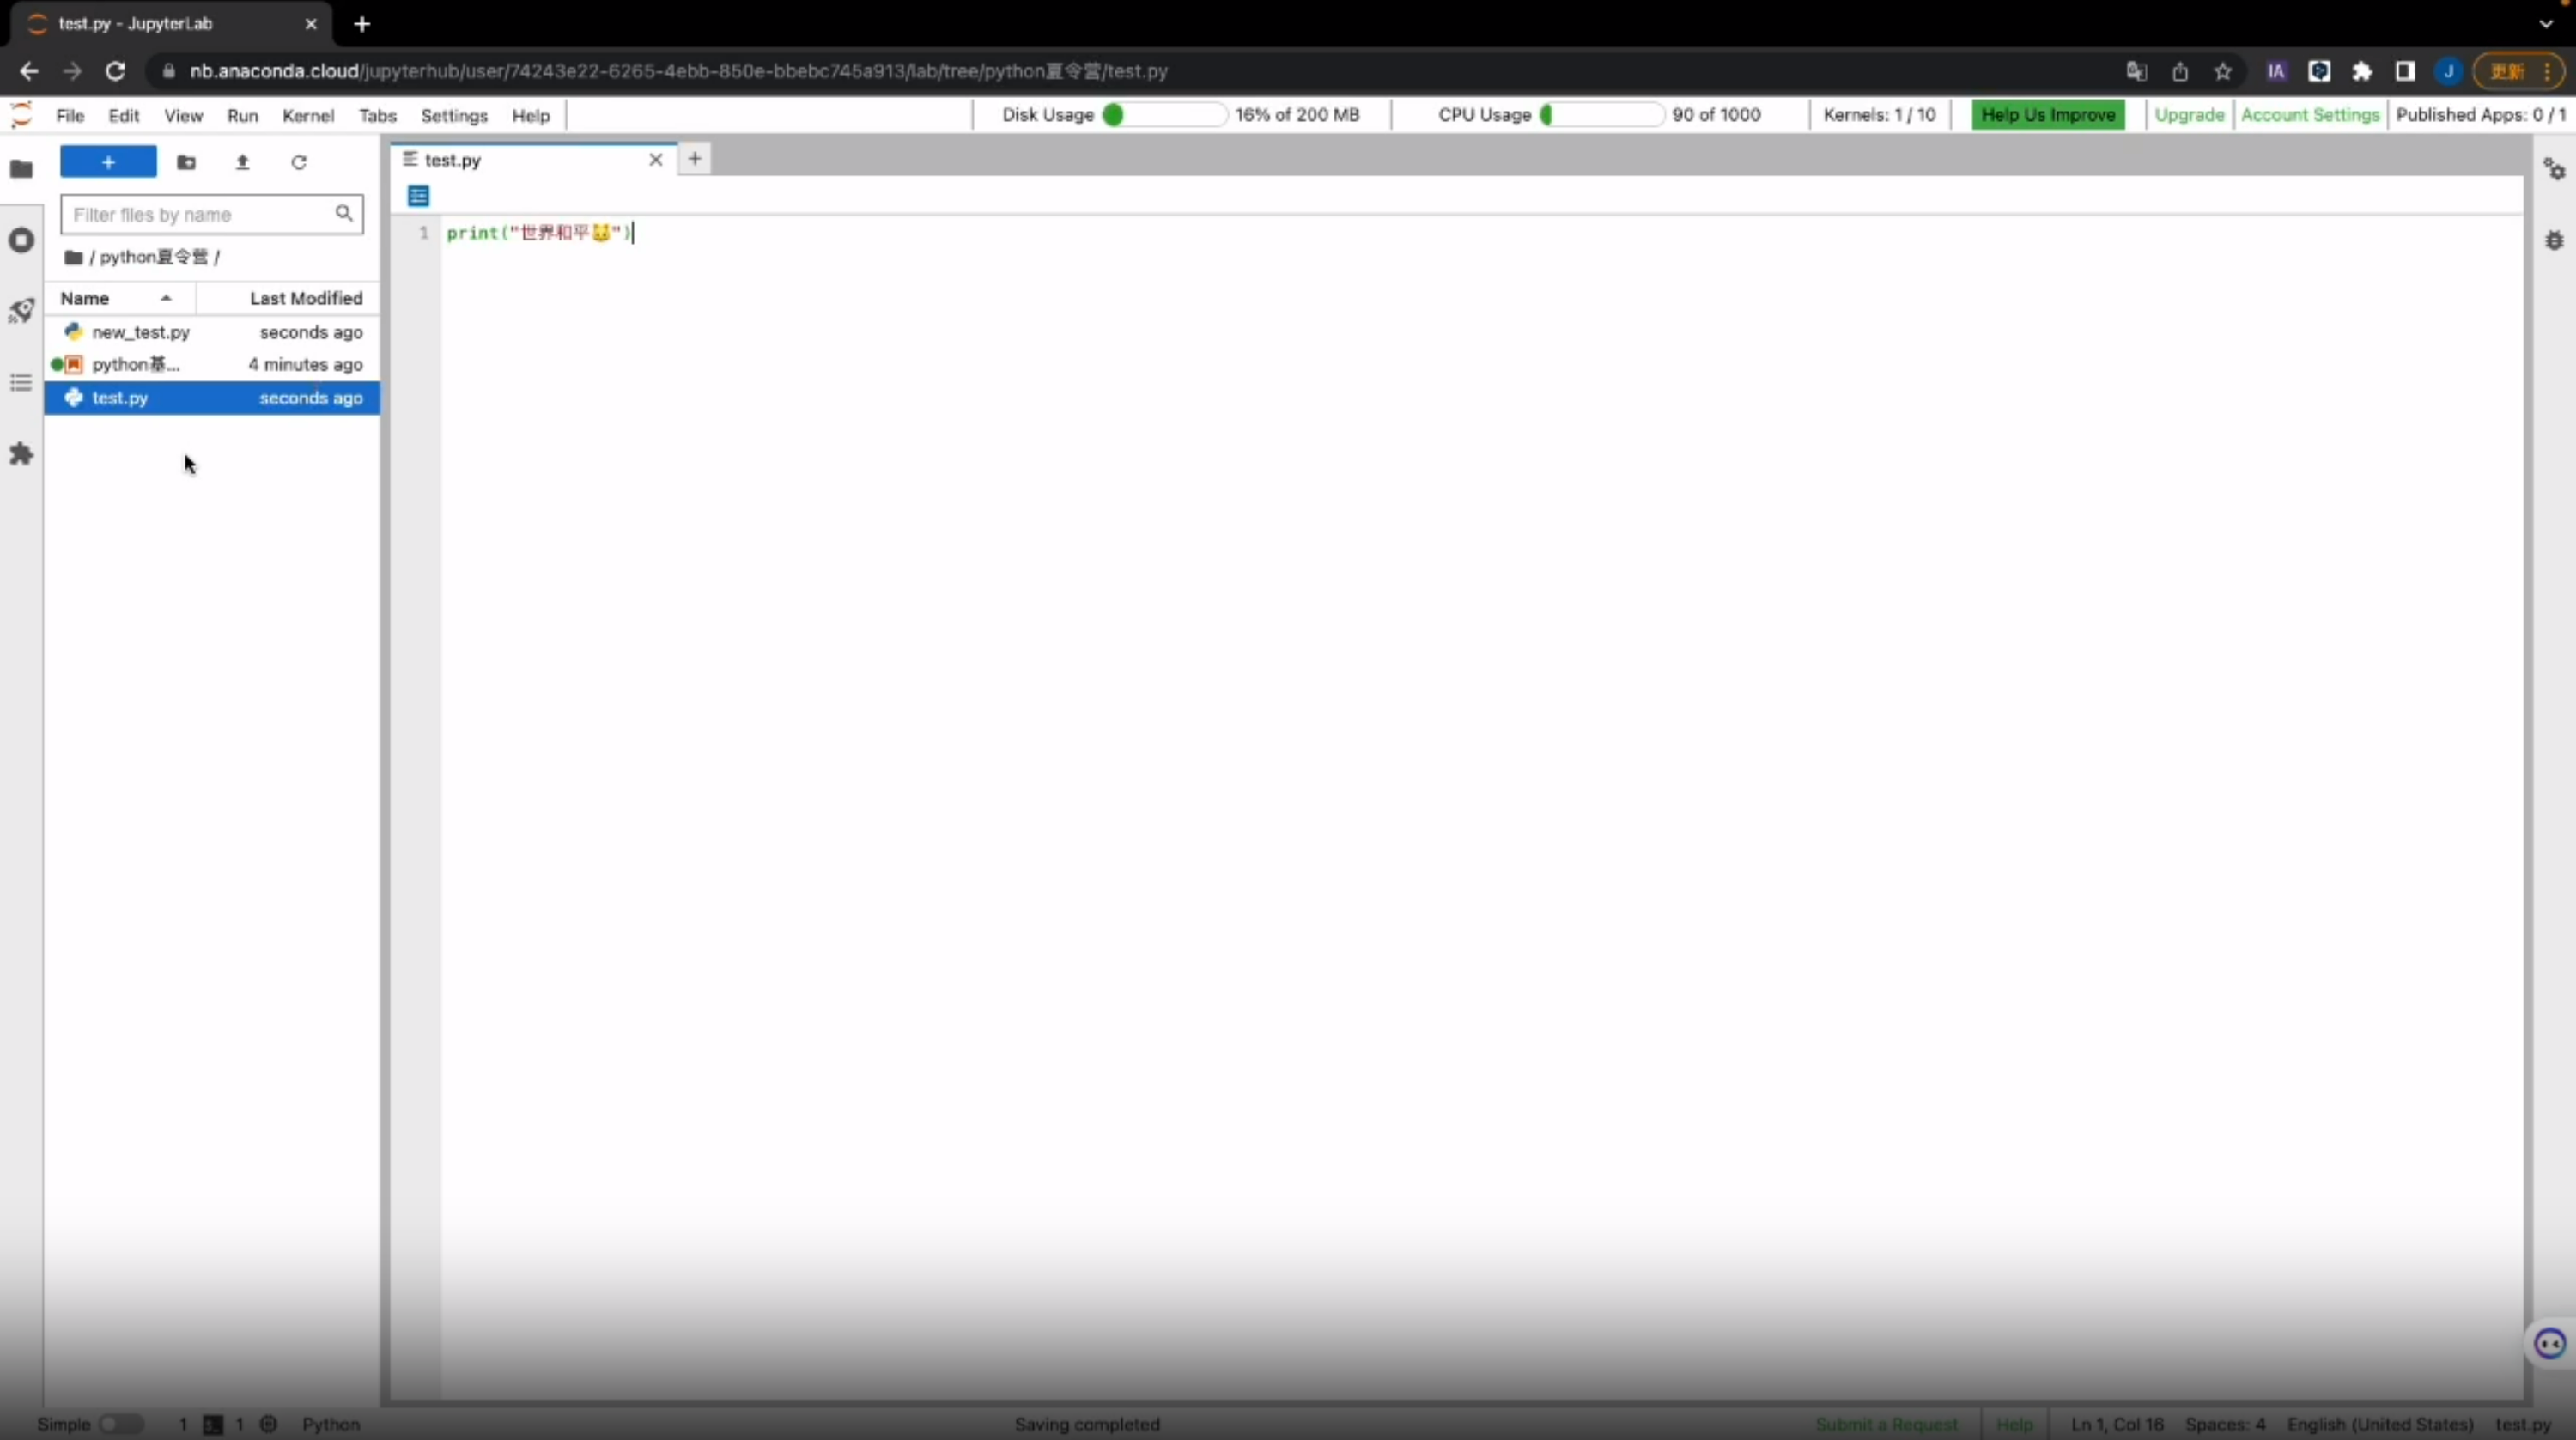 test.py - JupyterLab
nb.anaconda.cloud/jupyterhub/user/74243e22-6265-4ebb-850e-bbebc745a913/lab/tree/python夏令营/test.py
IA
J
更新
File Edit View Run Kernel Tabs Settings Help
Disk Usage 16% of 200 MB
CPU Usage 90 of 1000
Kernels: 1 / 10
Help Us Improve
Upgrade
Account Settings
Published Apps: 0 / 1
test.py
Filter files by name
/ python夏令营 /
Name Last Modified
new_test.py seconds ago
python基... 4 minutes ago
test.py seconds ago
1 print("世界和平🐱")
Simple 1 1 Python
Saving completed
Submit a Request
Help
Ln 1, Col 16 Spaces: 4 English (United States) test.py